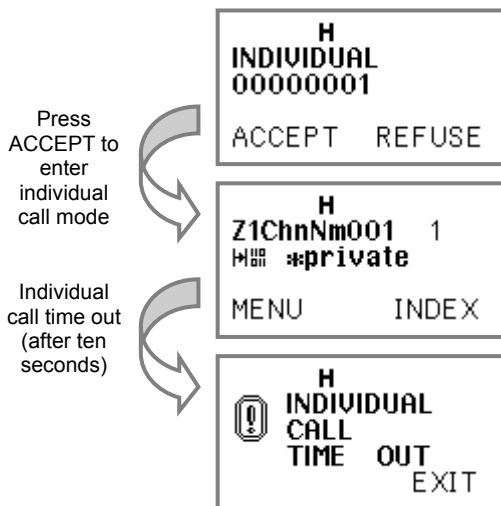 H
INDIVIDUAL
00000001
ACCEPT REFUSE
Press
ACCEPT to
enter
individual
call mode
H
Z1ChnNm001 1
*private
MENU INDEX
Individual
call time out
(after ten
seconds)
H
INDIVIDUAL
CALL
TIME OUT
EXIT